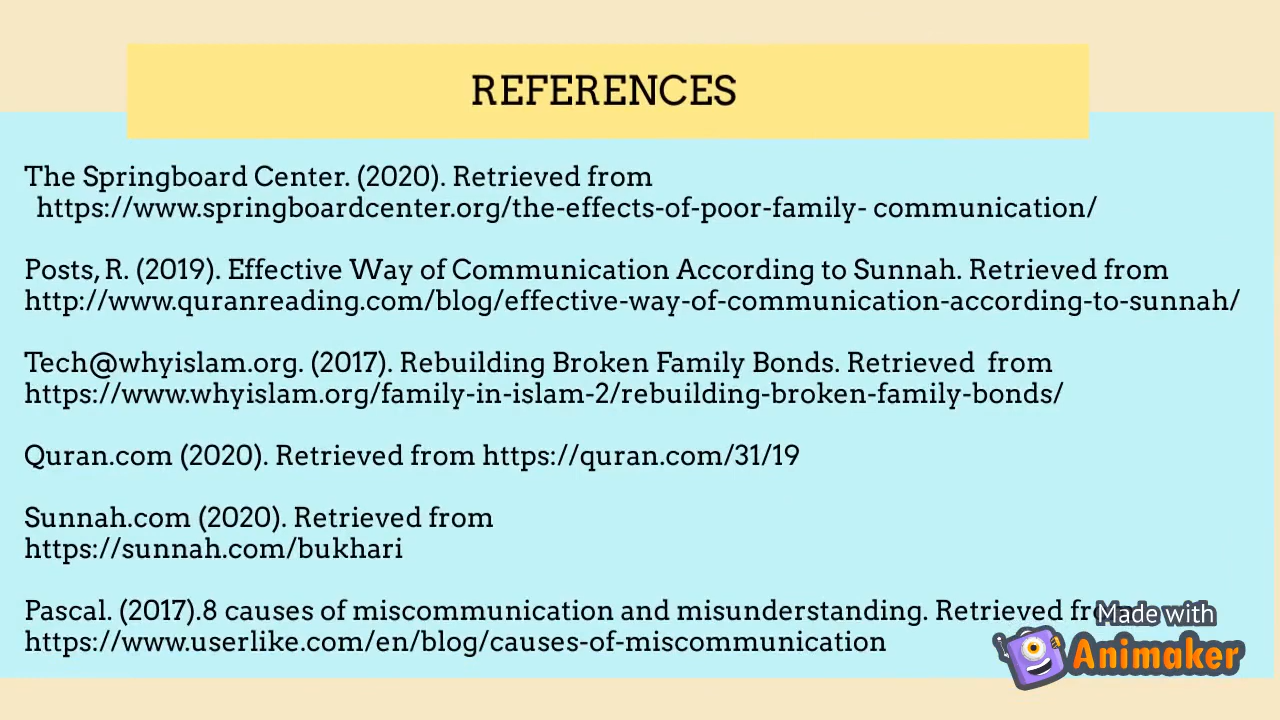 REFERENCES
The Springboard Center. (2020). Retrieved from
https://www.springboardcenter.org/the-effects-of-poor-family- communication/
Posts, R. (2019). Effective Way of Communication According to Sunnah. Retrieved from
http://www.quranreading.com/blog/effective-way-of-communication-according-to-sunnah/
Tech@whyislam.org. (2017). Rebuilding Broken Family Bonds. Retrieved  from
https://www.whyislam.org/family-in-islam-2/rebuilding-broken-family-bonds/
Quran.com (2020). Retrieved from https://quran.com/31/19
Sunnah.com (2020). Retrieved from
https://sunnah.com/bukhari
Pascal. (2017).8 causes of miscommunication and misunderstanding. Retrieved from
https://www.userlike.com/en/blog/causes-of-miscommunication
Made with
Animaker